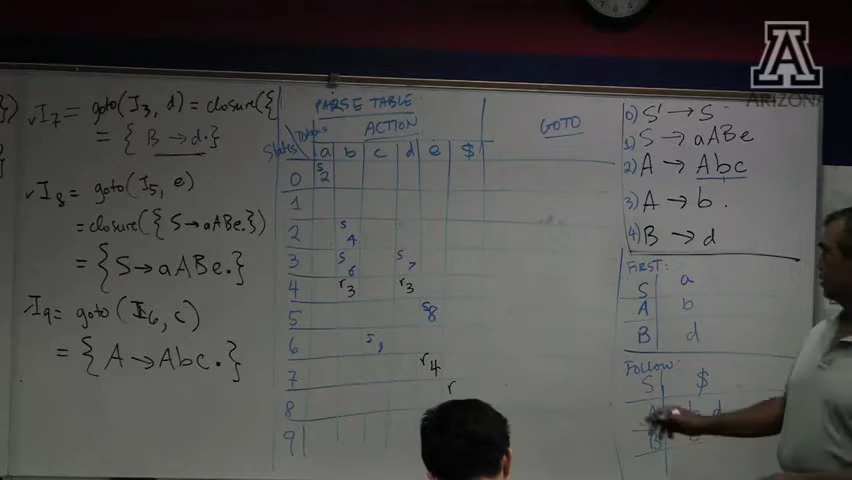 √I7 = goto(I3, d) = closure({
= { B → d.}
√I8 = goto(I5, e)
= closure({ S → aABe.})
= {S → aABe.}
I9 = goto (I6, c)
= {A → Abc.}
PARSE TABLE
ACTION
GOTO
States Tokens a b c d e $
0 s2
1
2 s4
3 s6 s7
4 r3 r3
5 s8
6 s9
7 r4
8 r
9
0) S' → S
1) S → aABe
2) A → Abc
3) A → b.
4) B → d
FIRST:
S a
A b
B d
Follow:
S $
A b d
B
A
ARIZONA